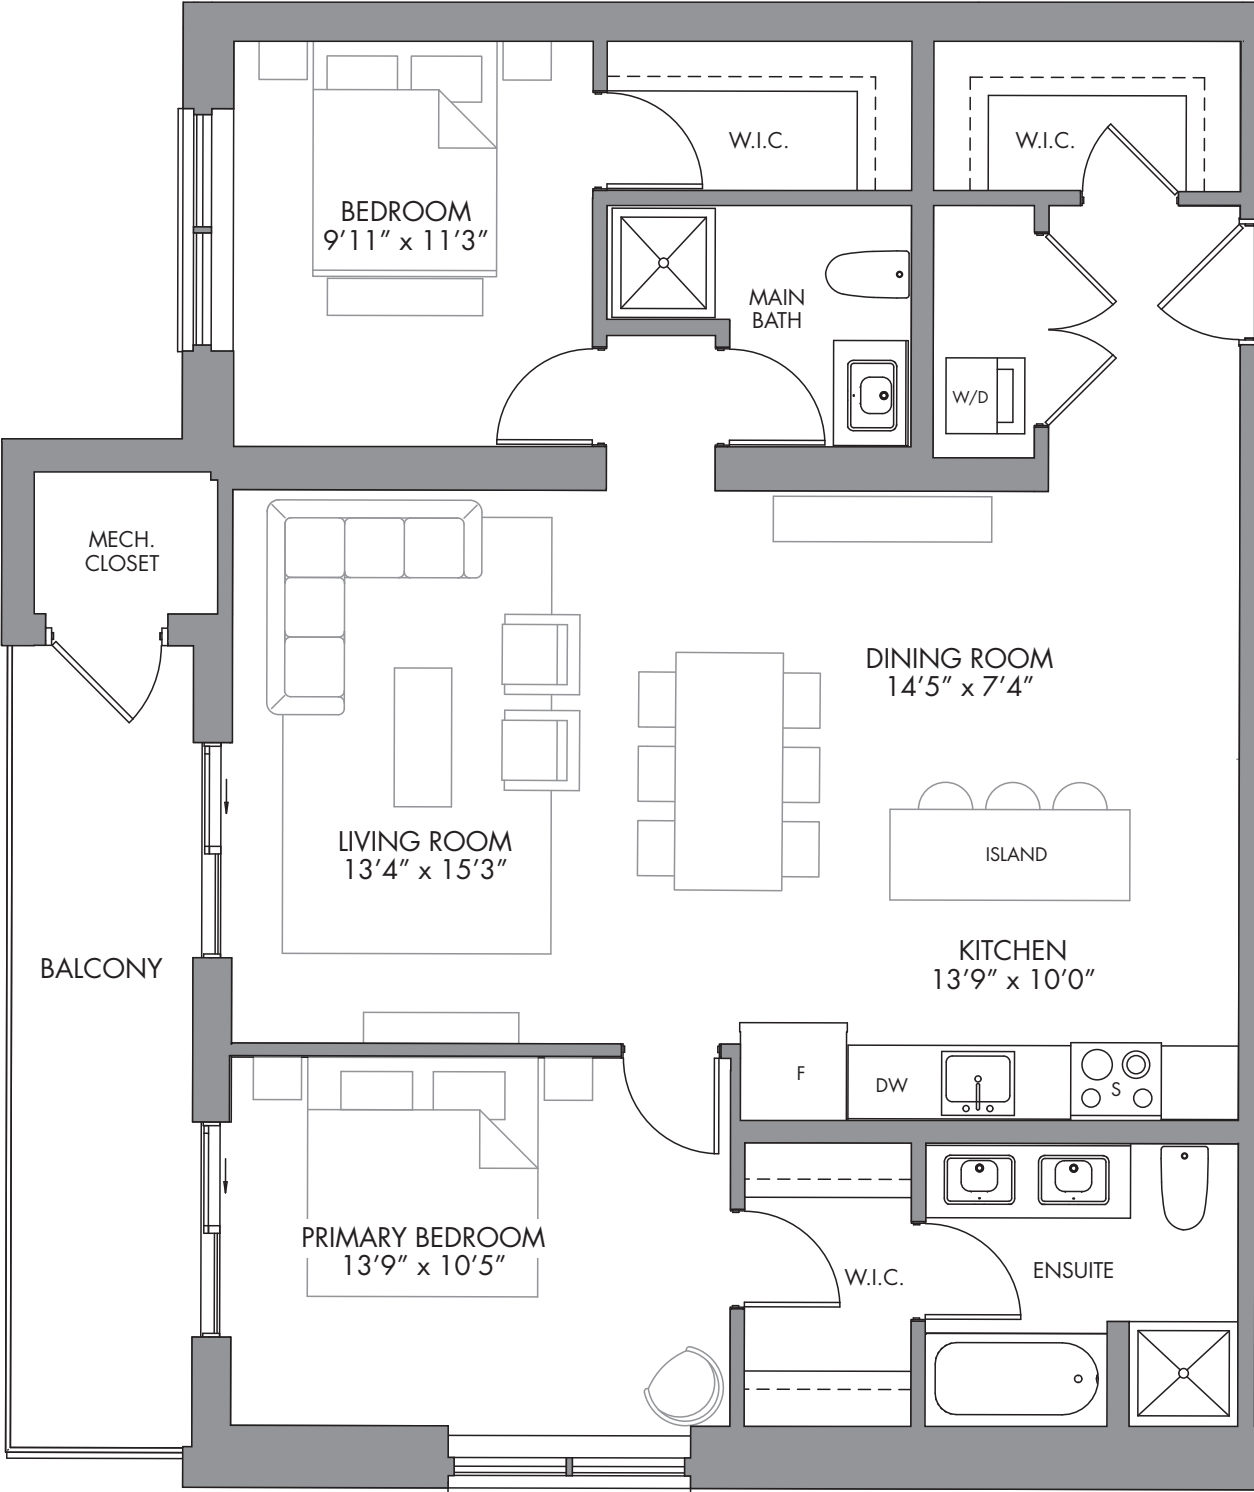 W.I.C.
W.I.C.
BEDROOM
9’11” x 11’3”
MAIN
BATH
W/D
MECH.
CLOSET
DINING ROOM
14’5” x 7’4”
LIVING ROOM
13’4” x 15’3”
ISLAND
BALCONY
KITCHEN
13’9” x 10’0”
F
DW
S
PRIMARY BEDROOM
13’9” x 10’5”
W.I.C.
ENSUITE